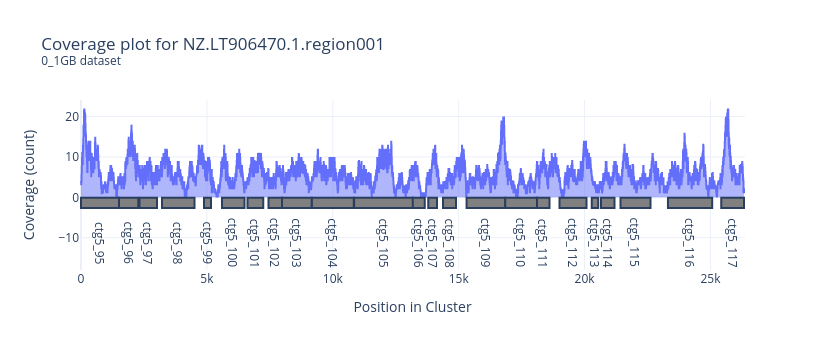 Coverage plot for NZ.LT906470.1.region001
0_1GB dataset
20
10
0
−10
Coverage (count)
ctg5_95
ctg5_96
ctg5_97
ctg5_98
ctg5_99
ctg5_100
ctg5_101
ctg5_102
ctg5_103
ctg5_104
ctg5_105
ctg5_106
ctg5_107
ctg5_108
ctg5_109
ctg5_110
ctg5_111
ctg5_112
ctg5_113
ctg5_114
ctg5_115
ctg5_116
ctg5_117
0 5k 10k 15k 20k 25k
Position in Cluster